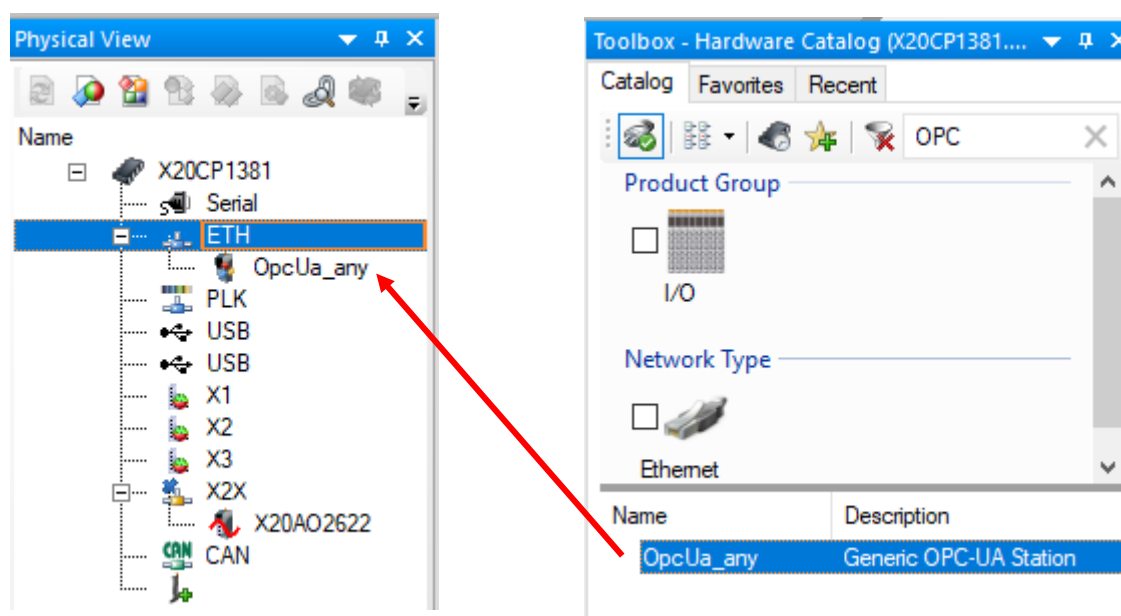 Physical View
Name
X20CP1381
Serial
ETH
OpcUa_any
PLK
USB
USB
X1
X2
X3
X2X
X20AO2622
CAN
CAN
Toolbox - Hardware Catalog (X20CP1381....
Catalog Favorites Recent
OPC
Product Group
I/O
Network Type
Ethernet
Name Description
OpcUa_any Generic OPC-UA Station